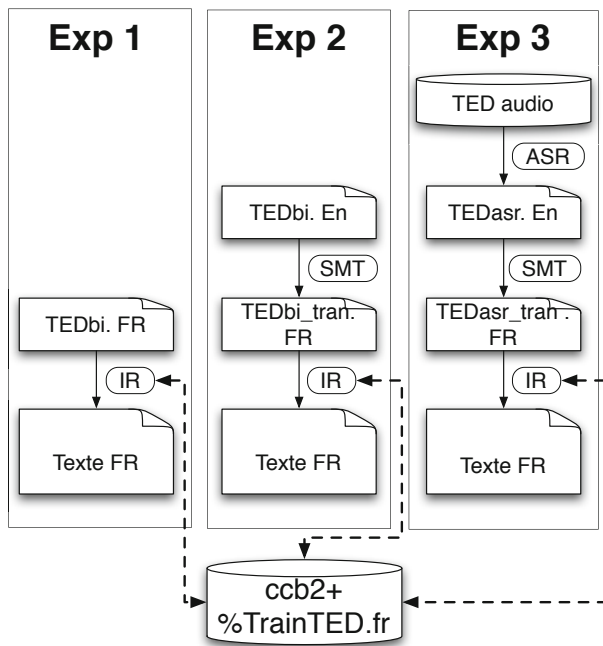 Exp 1
TEDbi. FR
IR
Texte FR
Exp 2
TEDbi. En
SMT
TEDbi_tran.
FR
IR
Texte FR
Exp 3
TED audio
ASR
TEDasr. En
SMT
TEDasr_tran .
FR
IR
Texte FR
ccb2+
%TrainTED.fr